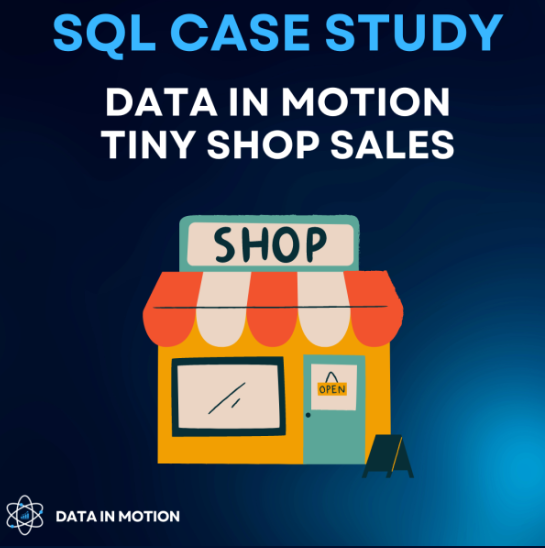 SQL CASE STUDY
DATA IN MOTION
TINY SHOP SALES
SHOP
OPEN
DATA IN MOTION